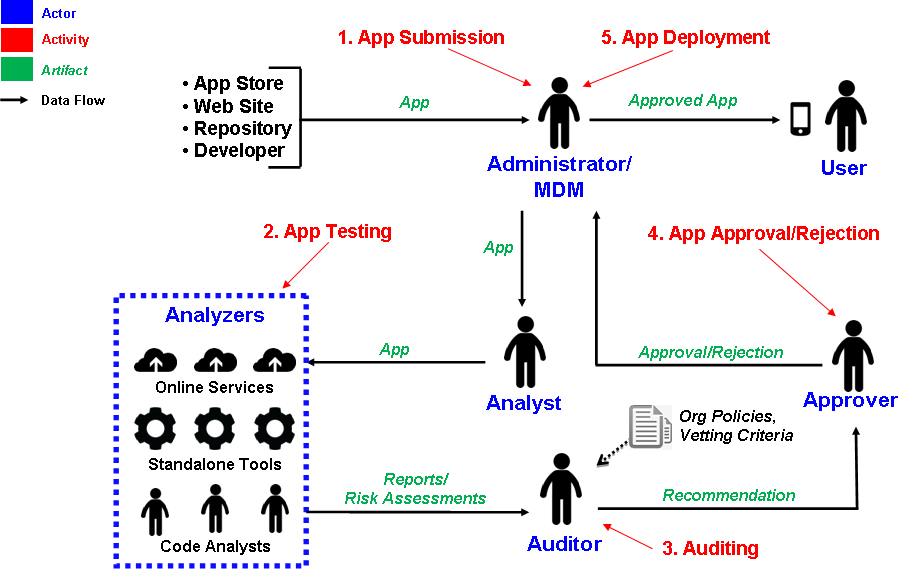 Actor
Activity
Artifact
Data Flow
1. App Submission
5. App Deployment
• App Store
• Web Site
• Repository
• Developer
App
Approved App
Administrator/
MDM
User
2. App Testing
App
4. App Approval/Rejection
Analyzers
Online Services
Standalone Tools
Code Analysts
App
Analyst
Approval/Rejection
Approver
Org Policies,
Vetting Criteria
Reports/
Risk Assessments
Recommendation
Auditor
3. Auditing